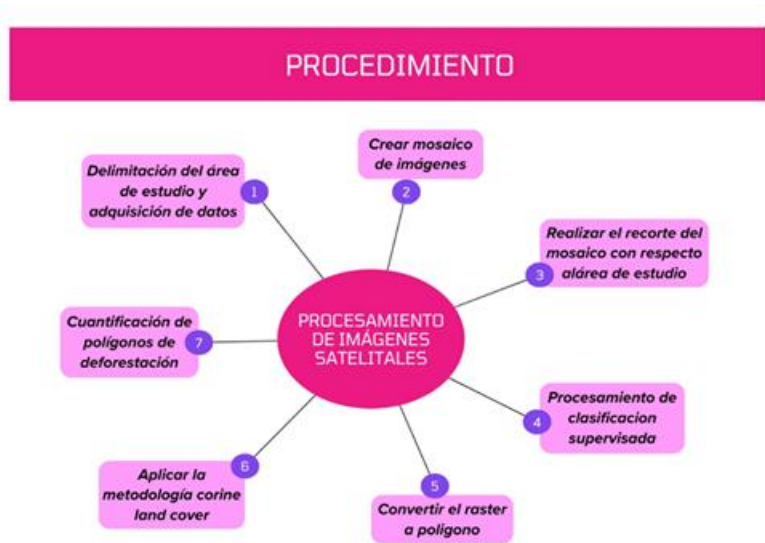 PROCEDIMIENTO
Delimitación del área
de estudio y
adquisición de datos
1
Crear mosaico
de imágenes
2
Realizar el recorte del
mosaico con respecto
alárea de estudio
3
Procesamiento de
clasificacion
supervisada
4
Convertir el raster
a poligono
5
Aplicar la
metodología corine
land cover
6
Cuantificación de
polígonos de
deforestación
7
PROCESAMIENTO
DE IMÁGENES
SATELITALES